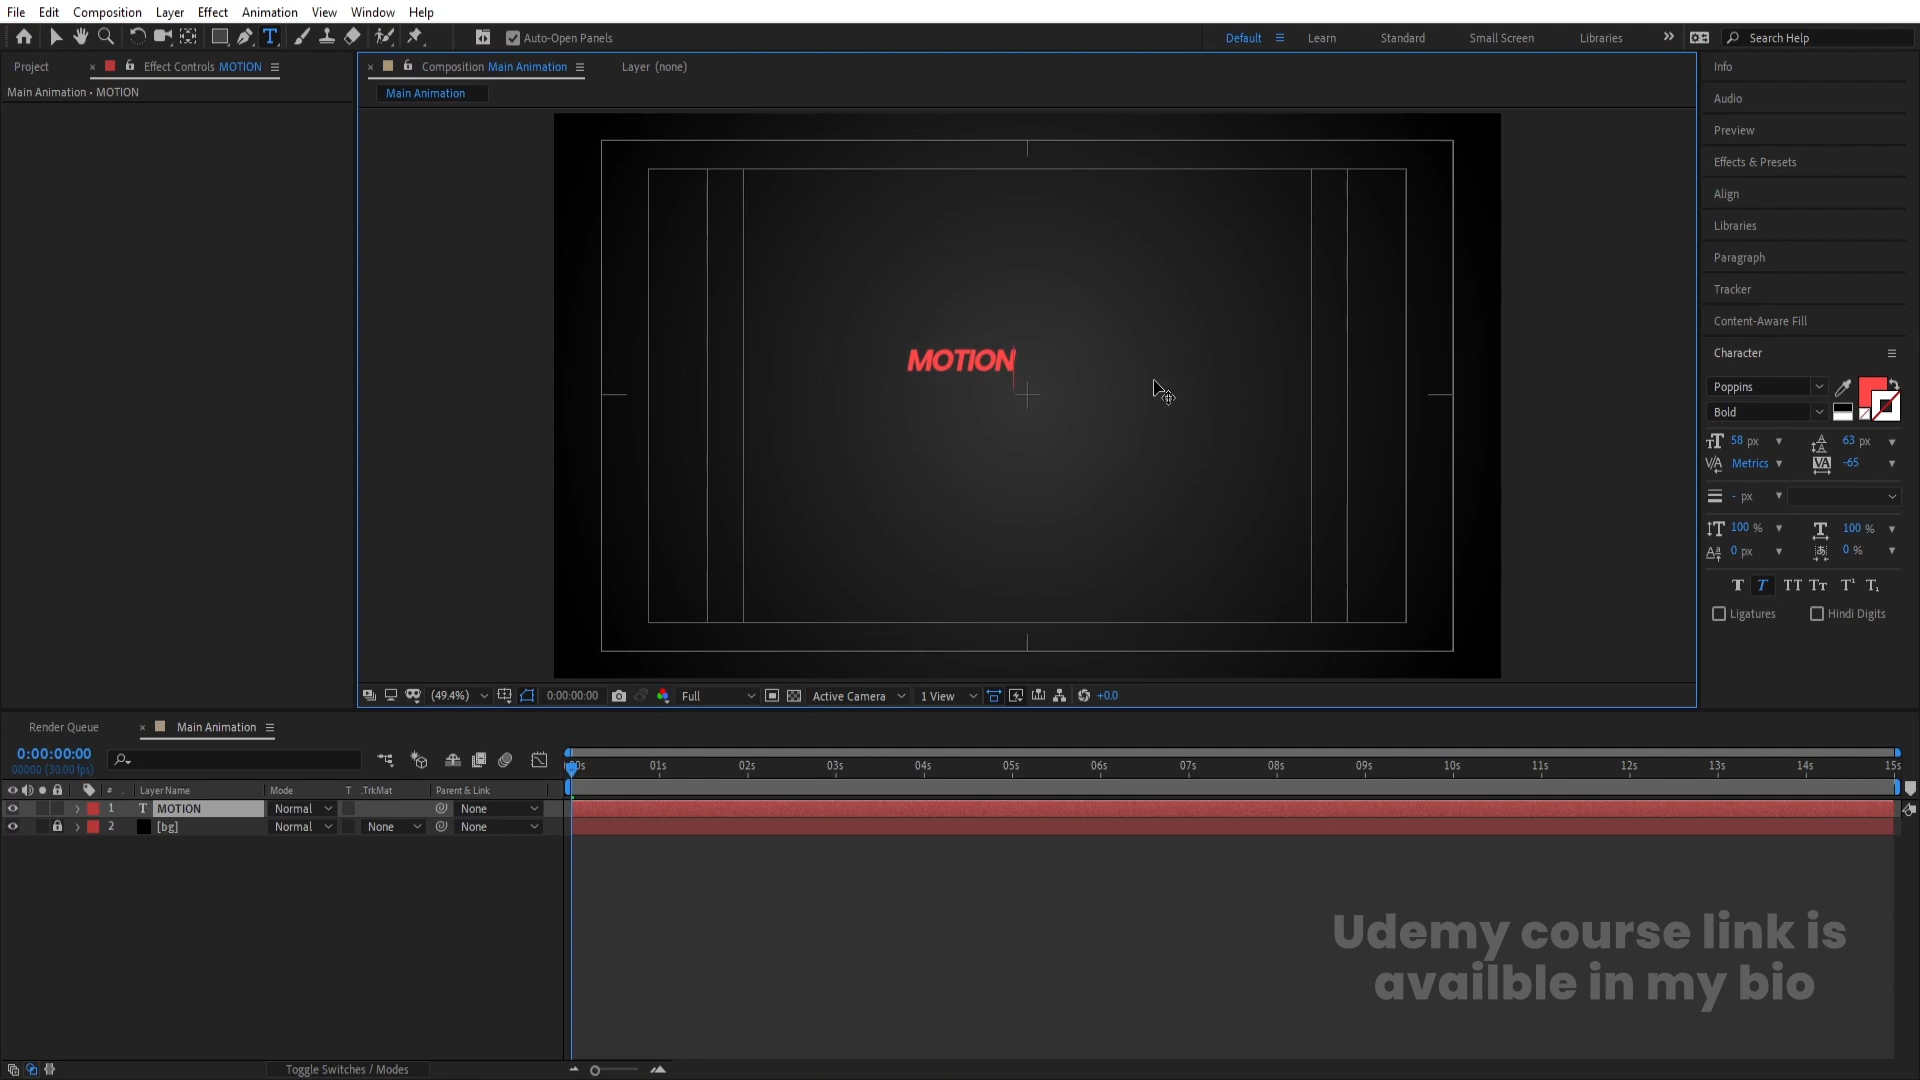 File Edit Composition Layer Effect Animation View Window Help
Auto-Open Panels
Default Learn Standard Small Screen Libraries Search Help
Project
Effect Controls MOTION
Main Animation • MOTION
Composition Main Animation
Layer (none)
Main Animation
MOTION
(49.4%) 0:00:00:00 Full Active Camera 1 View +0.0
Info
Audio
Preview
Effects & Presets
Align
Libraries
Paragraph
Tracker
Content-Aware Fill
Character
Poppins
Bold
58 px 63 px
Metrics -65
- px
100 % 100 %
0 px 0 %
Ligatures Hindi Digits
Render Queue
Main Animation
0:00:00:00
00000 (30.00 fps)
01s 02s 03s 04s 05s 06s 07s 08s 09s 10s 11s 12s 13s 14s 15s
# Layer Name Mode T .TrkMat Parent & Link
1 T MOTION Normal None
2 [bg] Normal None None
Udemy course link is
availble in my bio
Toggle Switches / Modes